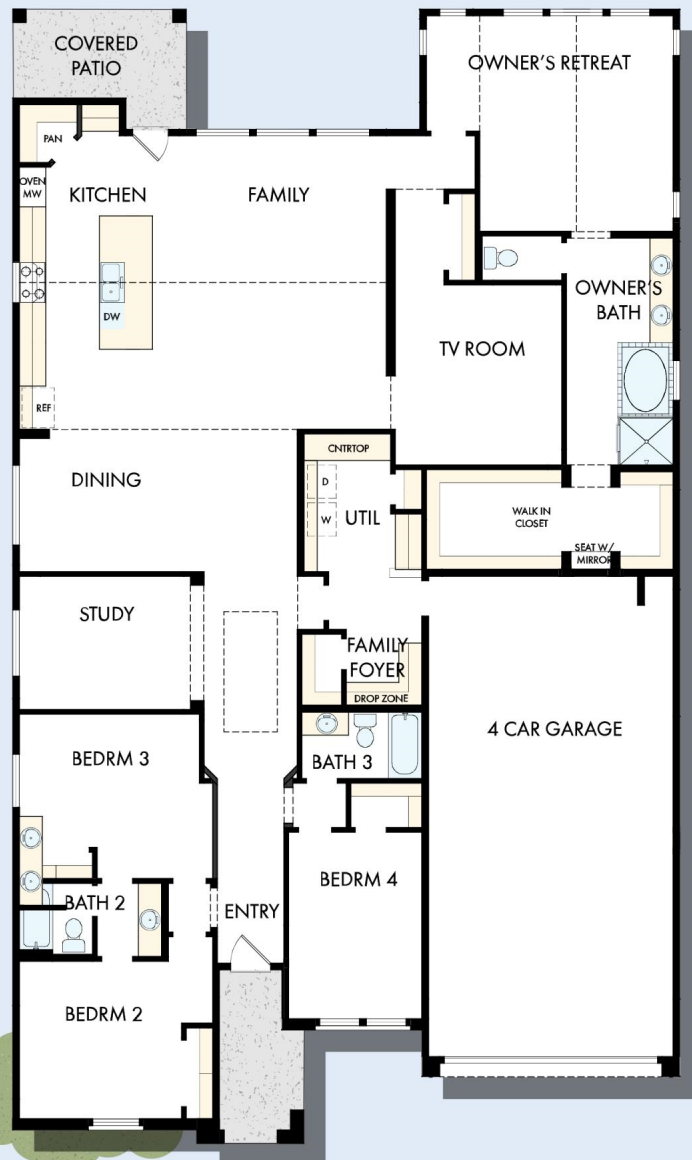 COVERED
PATIO
OWNER'S RETREAT
PAN
OVEN
MW
KITCHEN
FAMILY
OWNER'S
BATH
DW
TV ROOM
REF
CNTRTOP
DINING
D
W
UTIL
WALK IN
CLOSET
SEAT W/
MIRROR
STUDY
FAMILY
FOYER
DROP ZONE
4 CAR GARAGE
BEDRM 3
BATH 3
BEDRM 4
BATH 2
ENTRY
BEDRM 2